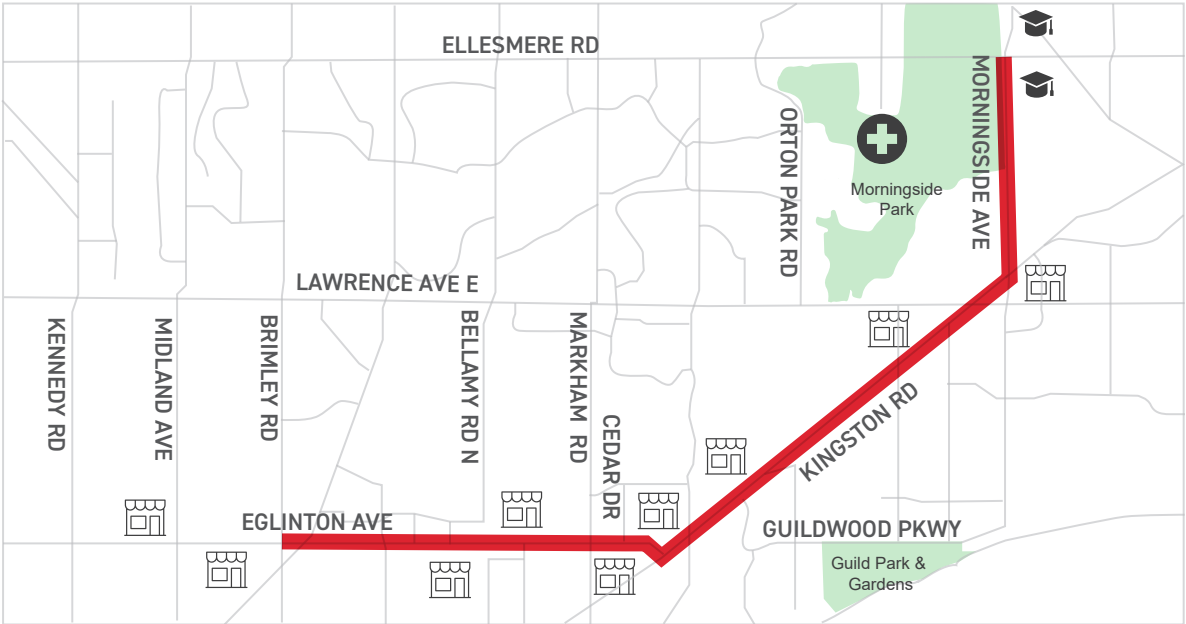 ELLESMERE RD
MORNINGSIDE AVE
ORTON PARK RD
Morningside
Park
LAWRENCE AVE E
KENNEDY RD
MIDLAND AVE
BRIMLEY RD
BELLAMY RD N
MARKHAM RD
CEDAR DR
KINGSTON RD
EGLINTON AVE
GUILDWOOD PKWY
Guild Park &
Gardens